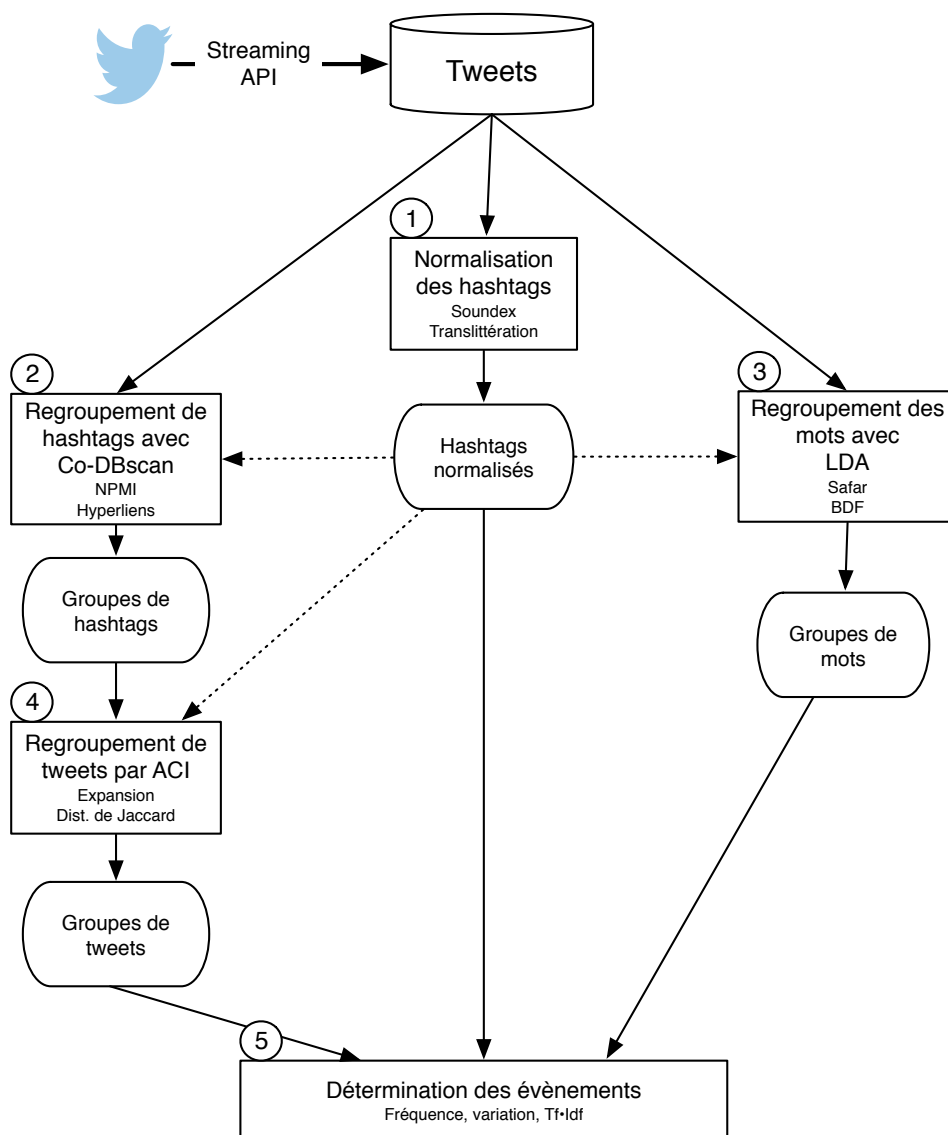 Streaming
API
Tweets
1
Normalisation
des hashtags
Soundex
Translittération
2
Regroupement de
hashtags avec
Co-DBscan
NPMI
Hyperliens
Hashtags
normalisés
3
Regroupement des
mots avec
LDA
Safar
BDF
Groupes de
hashtags
Groupes de
mots
4
Regroupement de
tweets par ACI
Expansion
Dist. de Jaccard
Groupes de
tweets
5
Détermination des évènements
Fréquence, variation, Tf•Idf